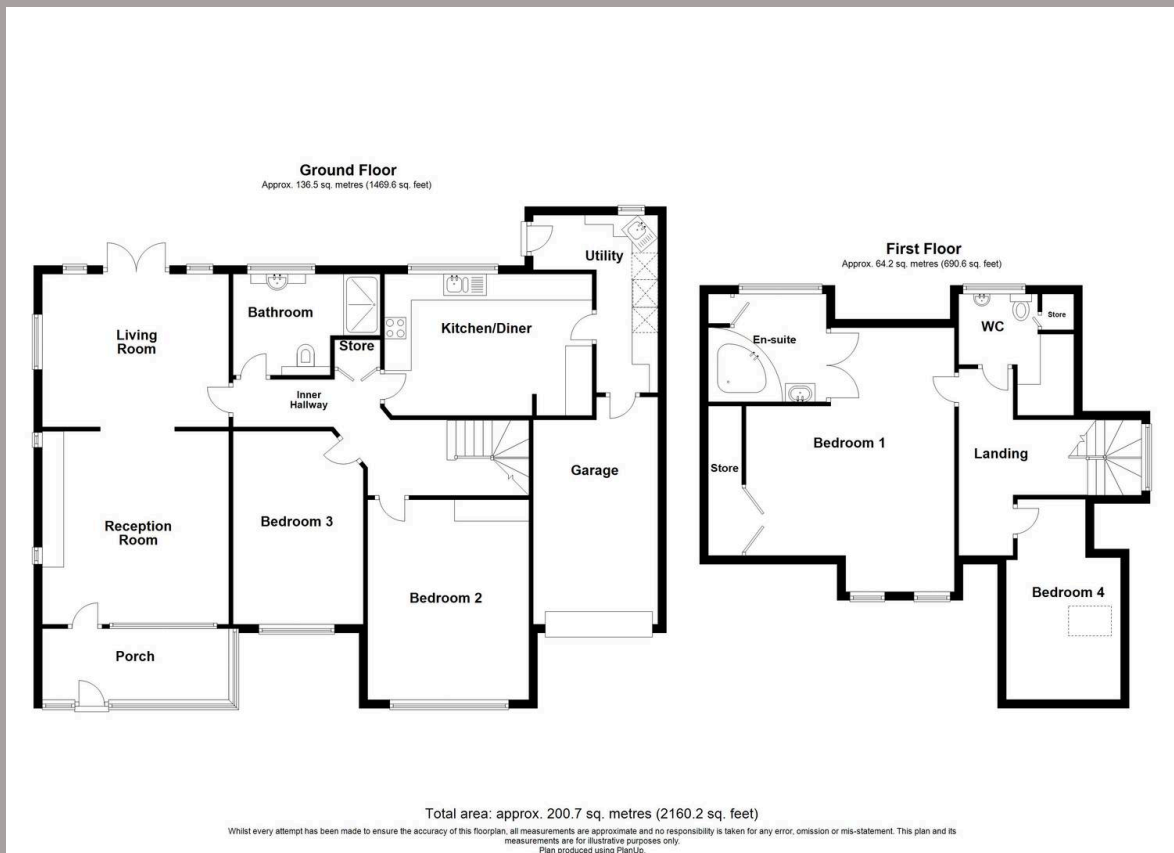 Ground Floor
Approx. 136.5 sq. metres (1469.6 sq. feet)
Utility
Living
Room
Bathroom
Store
Kitchen/Diner
Inner
Hallway
Garage
Reception
Room
Bedroom 3
Bedroom 2
Porch
First Floor
Approx. 64.2 sq. metres (690.6 sq. feet)
Store
WC
En-suite
Bedroom 1
Store
Landing
Bedroom 4
Total area: approx. 200.7 sq. metres (2160.2 sq. feet)
Whilst every attempt has been made to ensure the accuracy of this floorplan, all measurements are approximate and no responsibility is taken for any error, omission or mis-statement. This plan and its
measurements are for illustrative purposes only.
Plan produced using PlanUp.